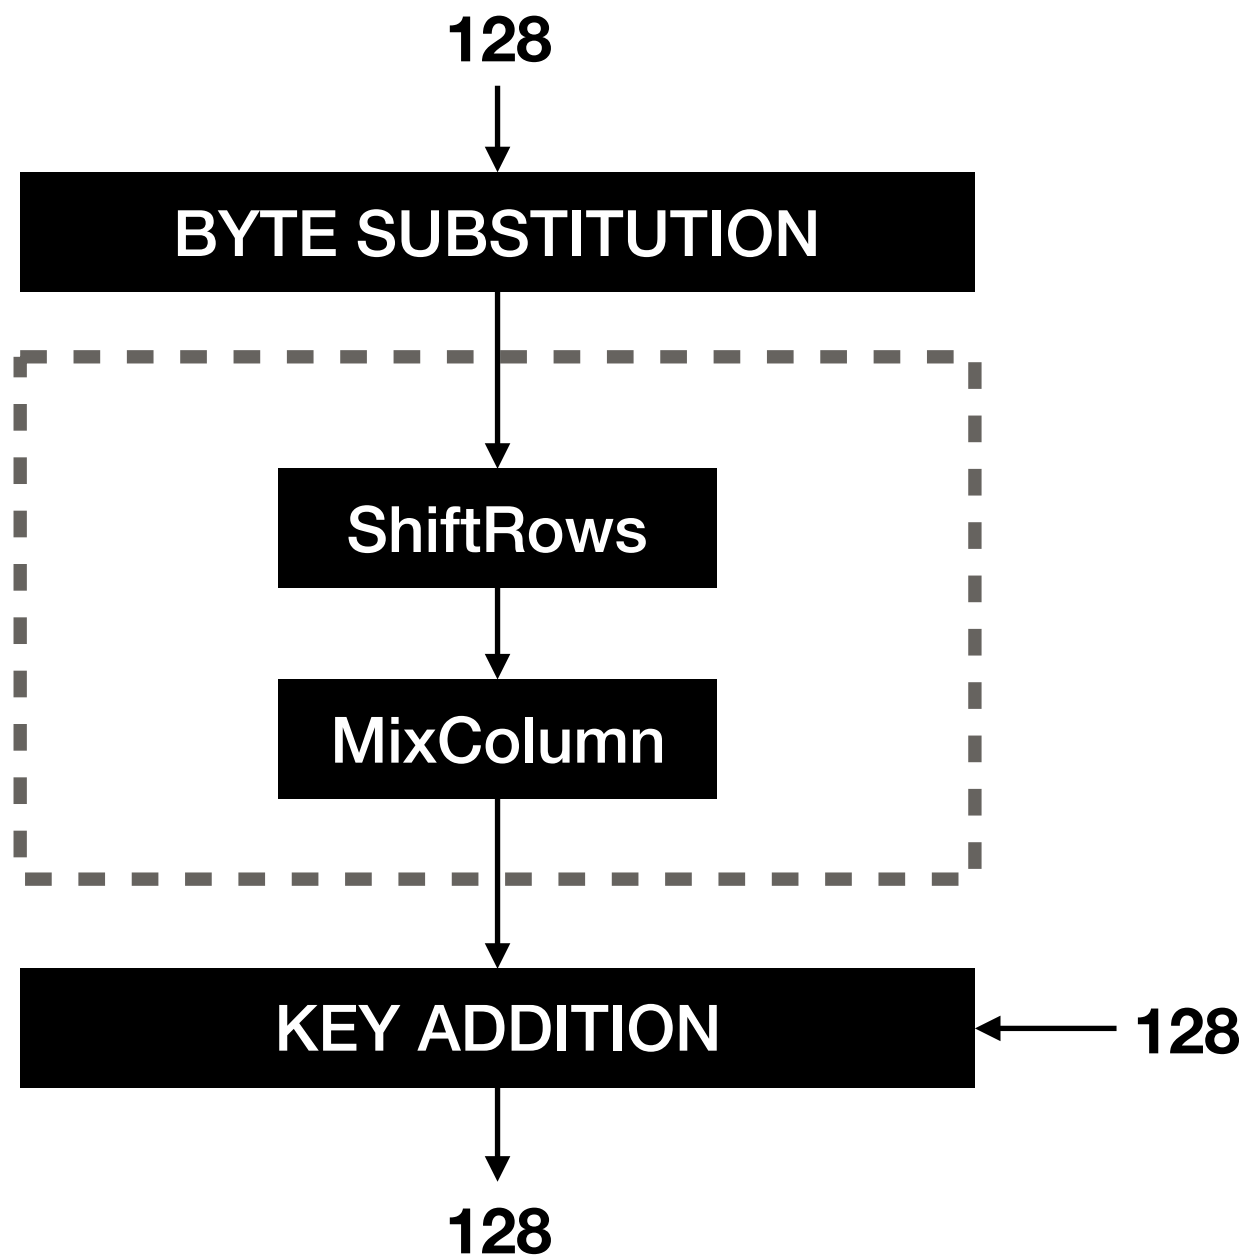 128
BYTE SUBSTITUTION
ShiftRows
MixColumn
KEY ADDITION
128
128